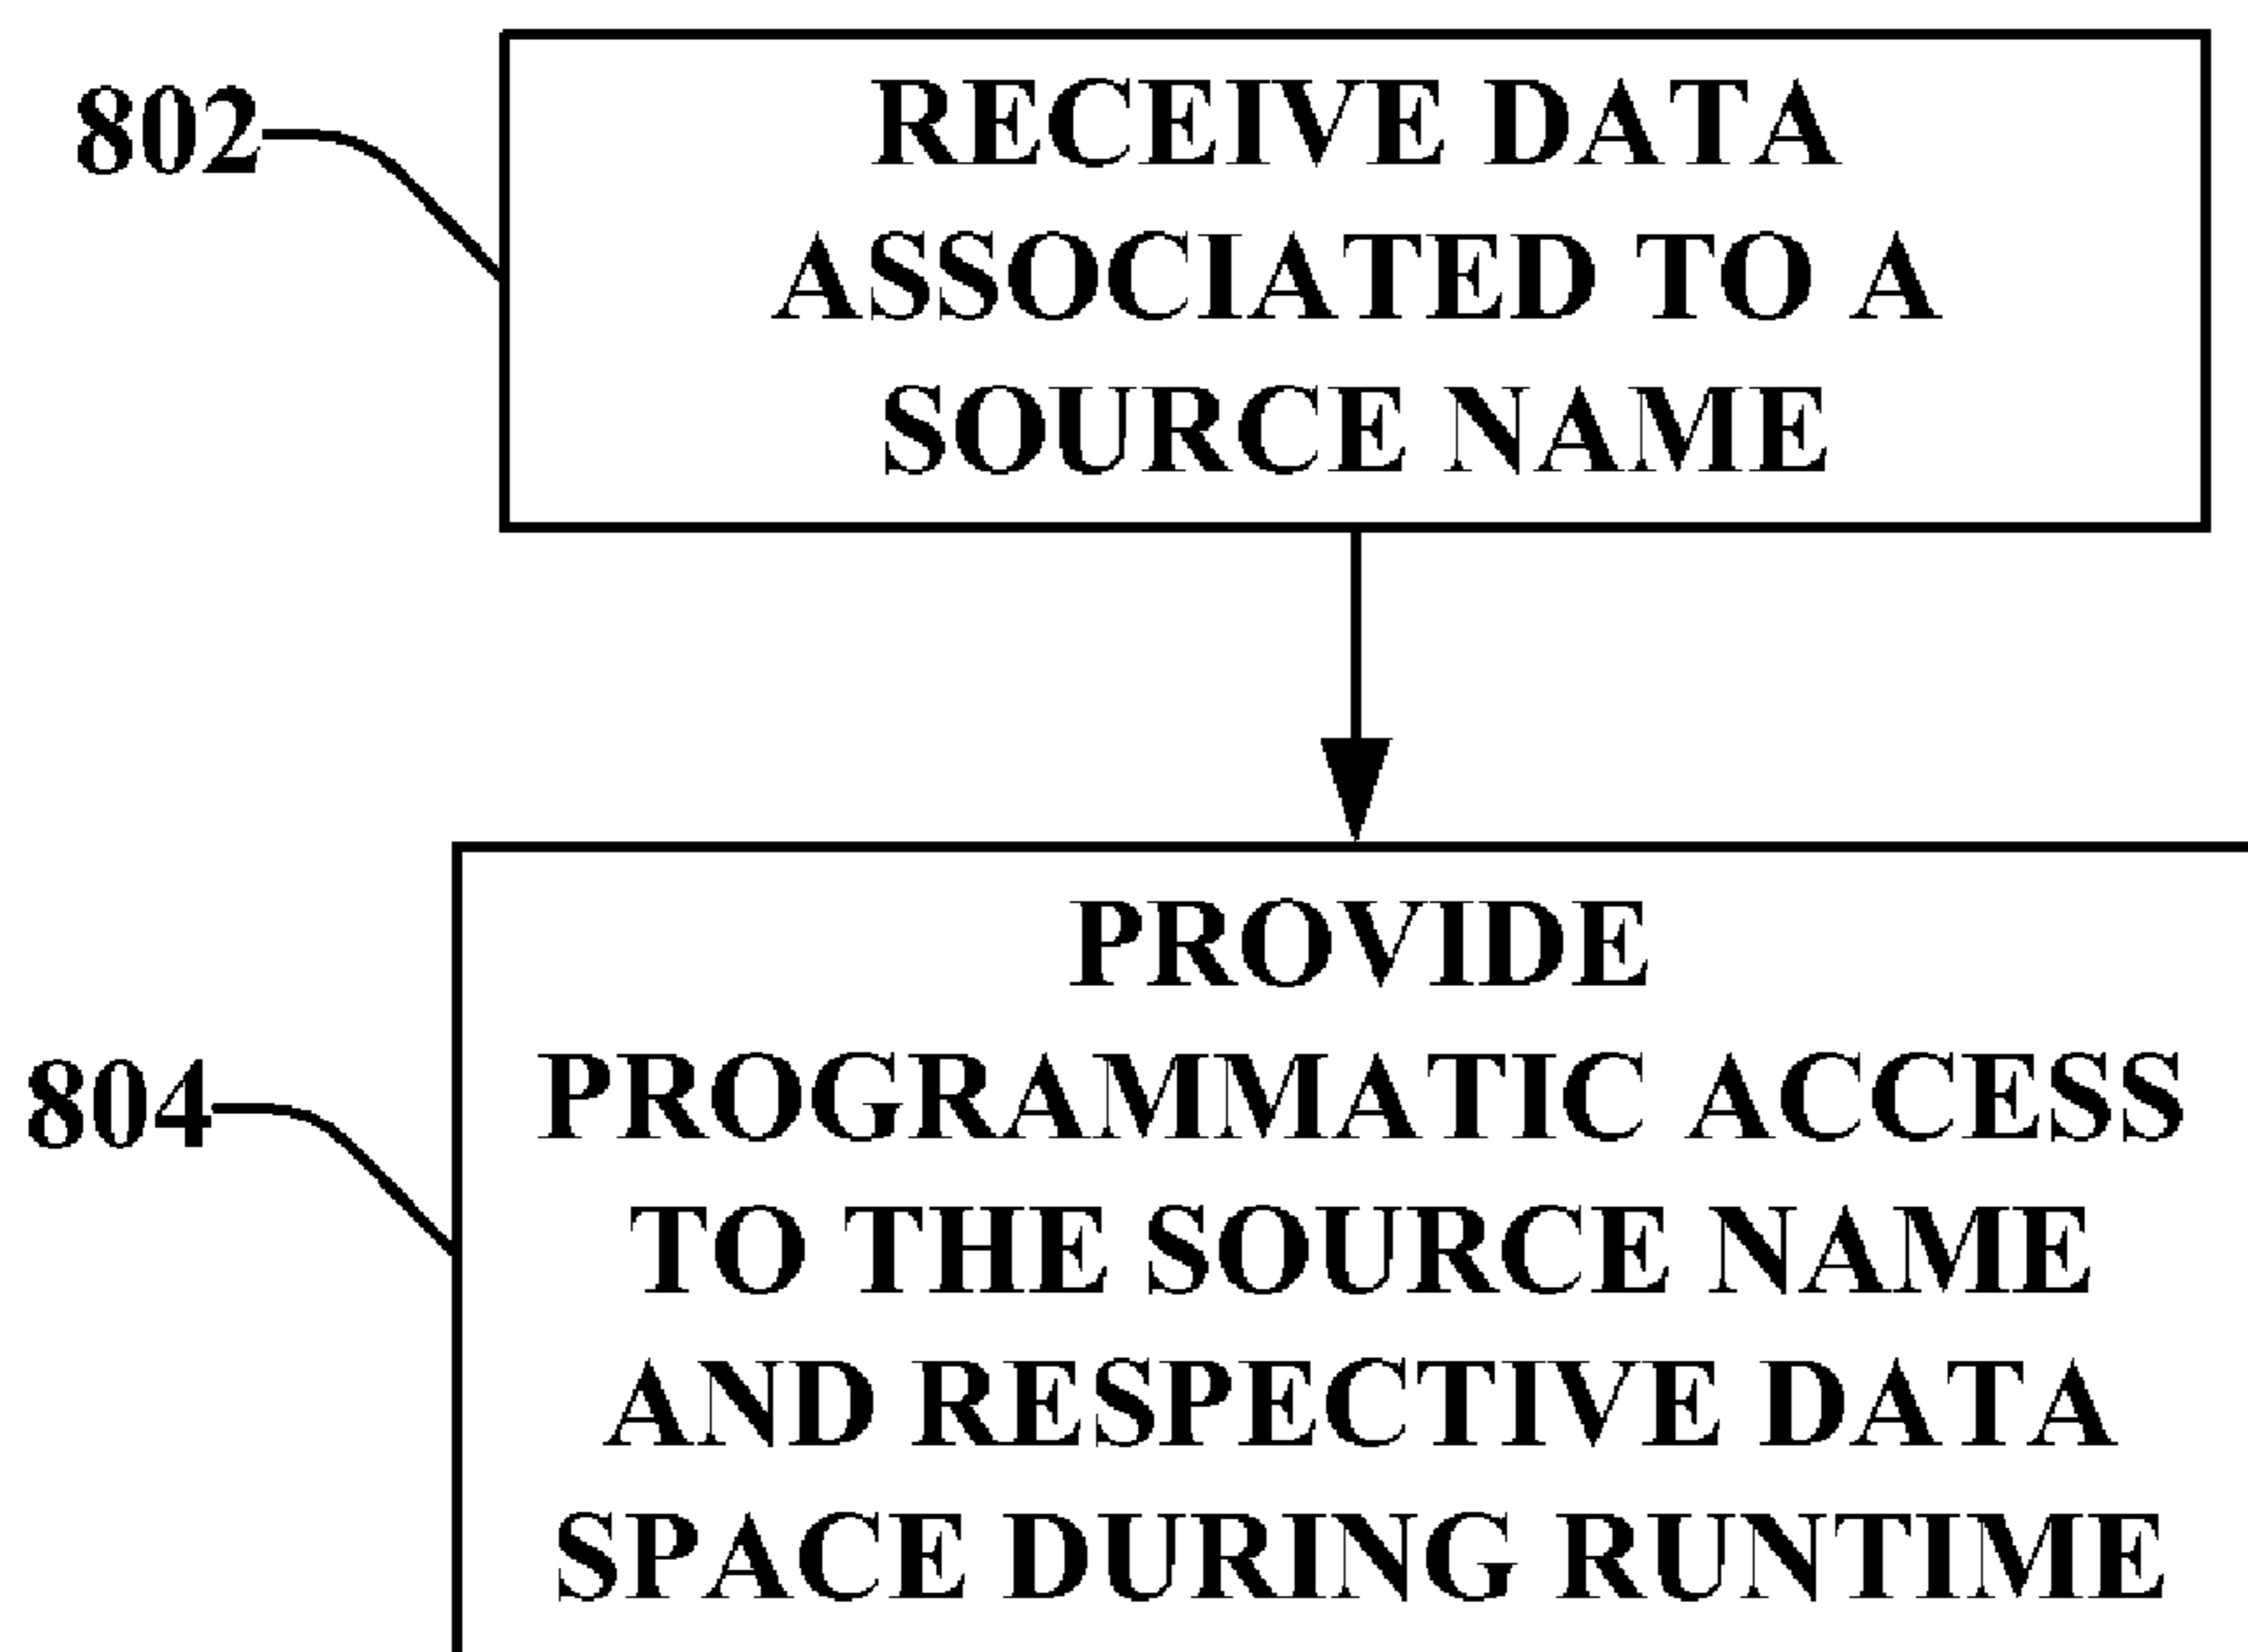 802
RECEIVE DATA
ASSOCIATED TO A
SOURCE NAME
804
PROVIDE
PROGRAMMATIC ACCESS
TO THE SOURCE NAME
AND RESPECTIVE DATA
SPACE DURING RUNTIME